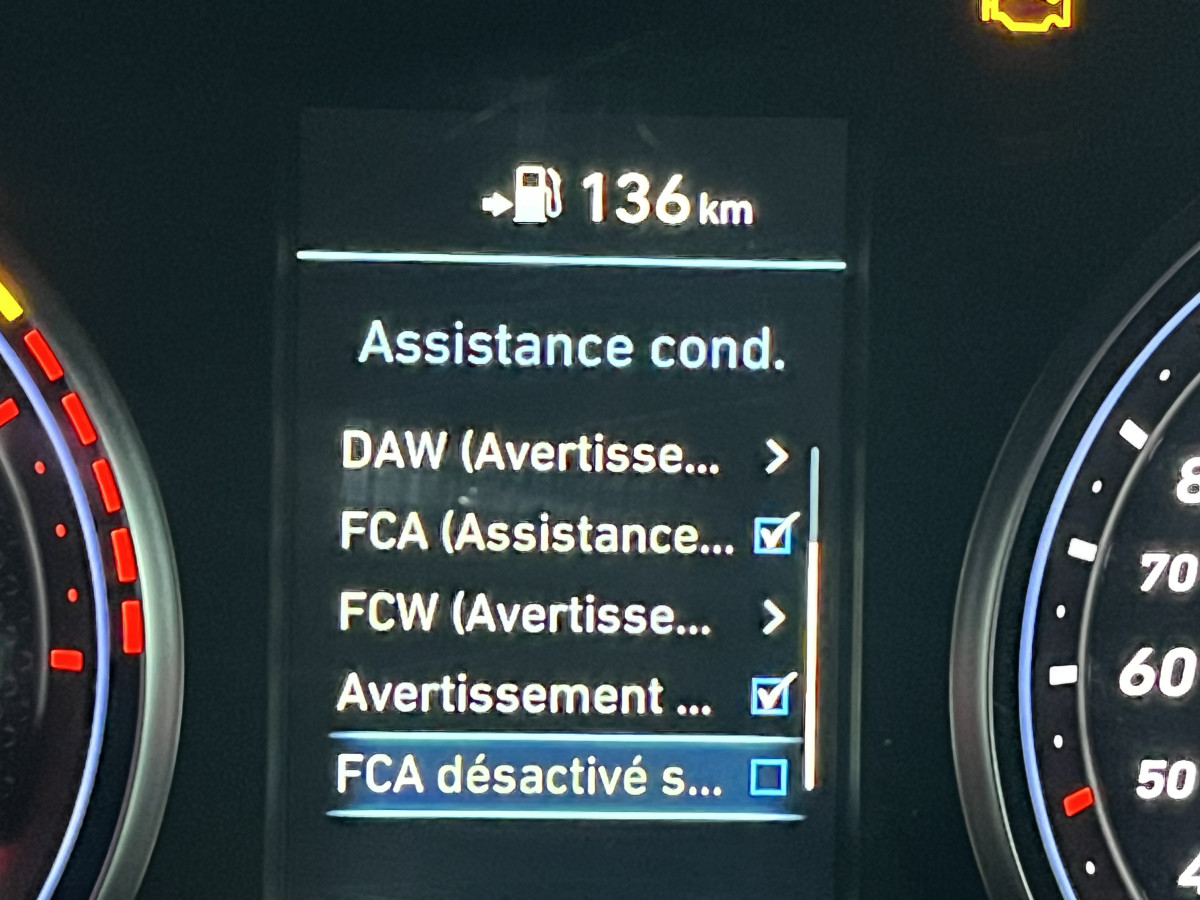 136 km
Assistance cond.
DAW (Avertisse...
FCA (Assistance...
FCW (Avertisse...
Avertissement ...
FCA désactivé s...
70
60
50